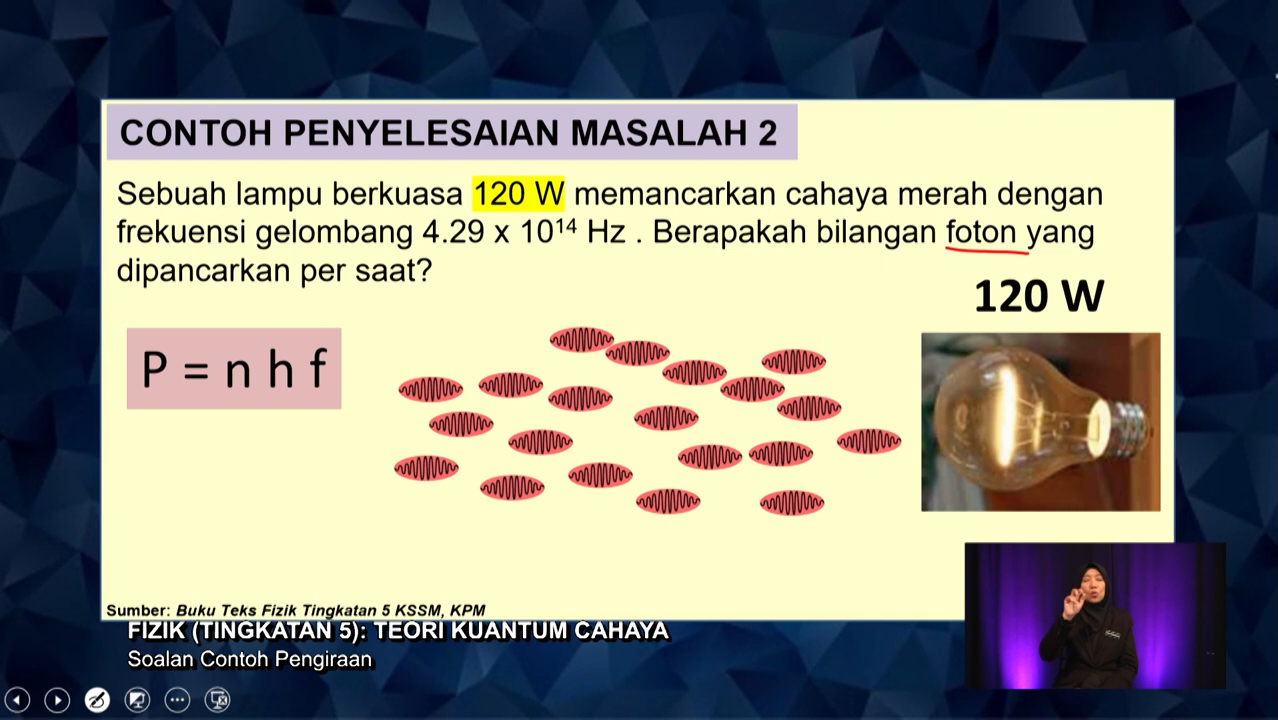 CONTOH PENYELESAIAN MASALAH 2
Sebuah lampu berkuasa 120 W memancarkan cahaya merah dengan
frekuensi gelombang 4.29 x 10¹⁴ Hz . Berapakah bilangan foton yang
dipancarkan per saat?
120 W
P = n h f
Sumber: Buku Teks Fizik Tingkatan 5 KSSM, KPM
FIZIK (TINGKATAN 5): TEORI KUANTUM CAHAYA
Soalan Contoh Pengiraan